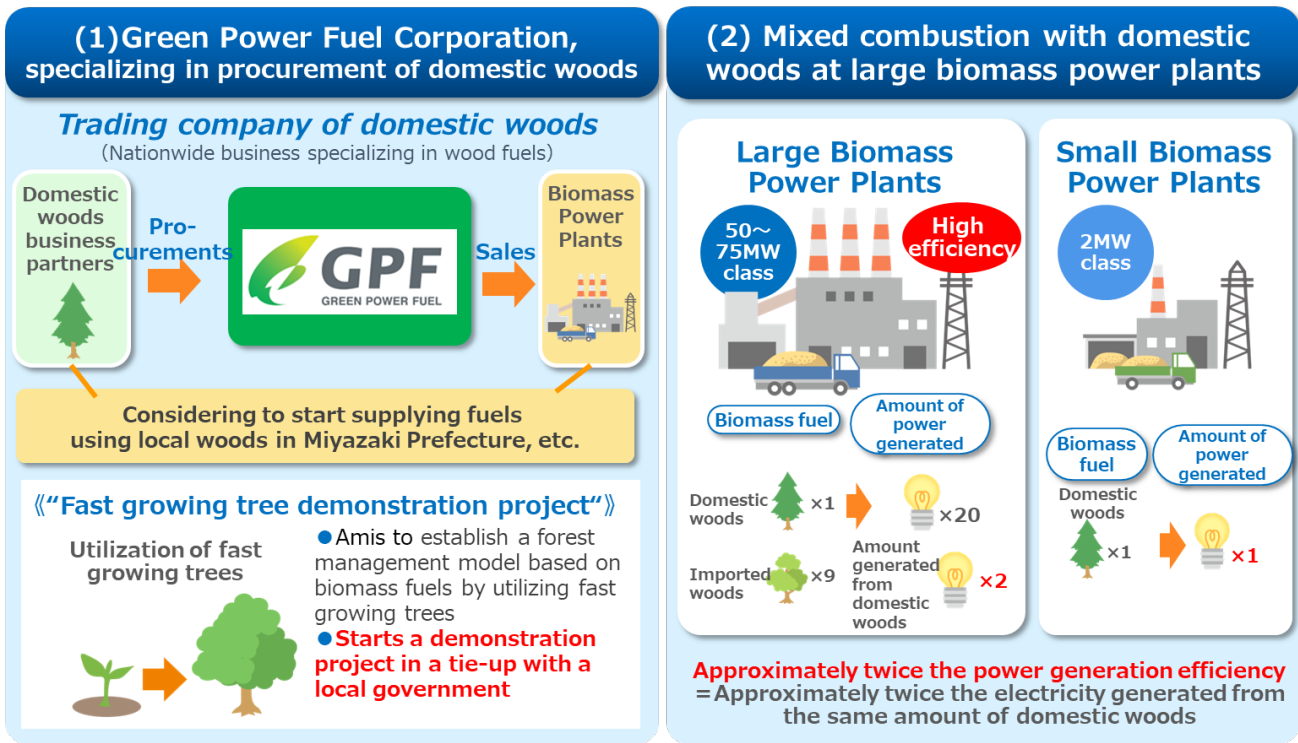 (1)Green Power Fuel Corporation,
specializing in procurement of domestic woods
Trading company of domestic woods
(Nationwide business specializing in wood fuels)
Domestic
woods
business
partners
Pro-
curements
GPF
GREEN POWER FUEL
Sales
Biomass
Power
Plants
Considering to start supplying fuels
using local woods in Miyazaki Prefecture, etc.
《“Fast growing tree demonstration project“》
Utilization of fast
growing trees
●Amis to establish a forest
management model based on
biomass fuels by utilizing fast
growing trees
●Starts a demonstration
project in a tie-up with a
local government
(2) Mixed combustion with domestic
woods at large biomass power plants
Large Biomass
Power Plants
50～
75MW
class
High
efficiency
Biomass fuel
Amount of
power
generated
Domestic
woods
×1
×20
Imported
woods
×9
Amount
generated
from
domestic
woods
×2
Small Biomass
Power Plants
2MW
class
Biomass
fuel
Amount of
power
generated
Domestic
woods
×1
×1
Approximately twice the power generation efficiency
=Approximately twice the electricity generated from
the same amount of domestic woods